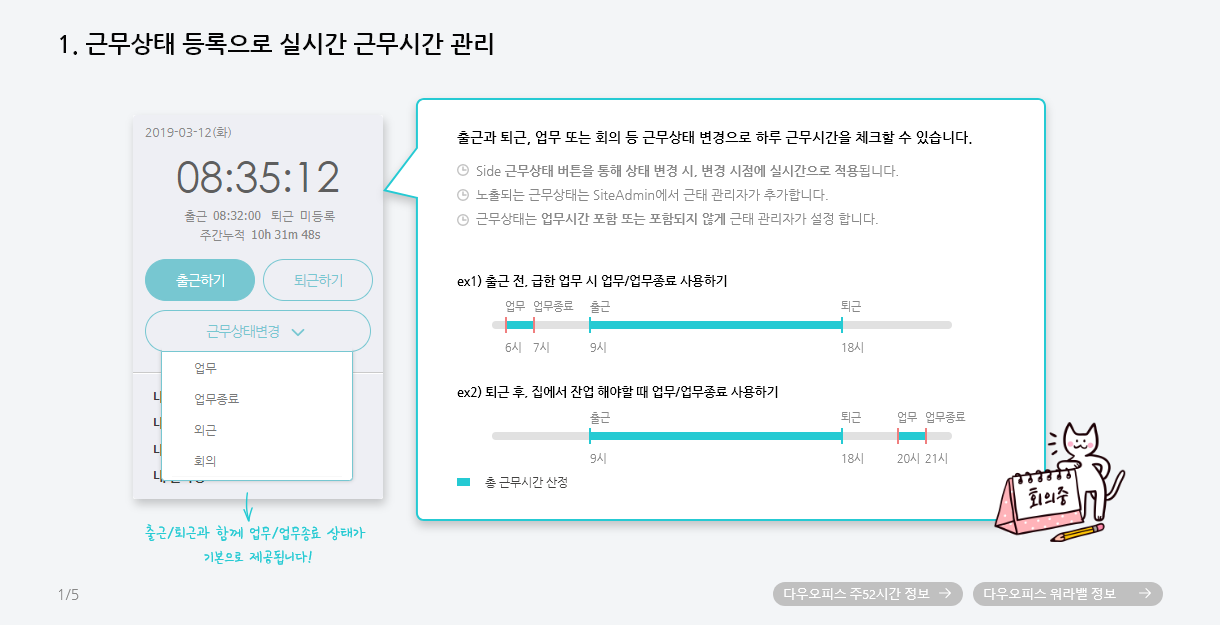 1. 근무상태 등록으로 실시간 근무시간 관리
2019-03-12(화)
08:35:12
출근 08:32:00 퇴근 미등록
주간누적 10h 31m 48s
출근하기 퇴근하기
근무상태변경
업무
업무종료
외근
회의
출근/퇴근과 함께 업무/업무종료 상태가
기본으로 제공됩니다!
출근과 퇴근, 업무 또는 회의 등 근무상태 변경으로 하루 근무시간을 체크할 수 있습니다.
Side 근무상태 버튼을 통해 상태 변경 시, 변경 시점에 실시간으로 적용됩니다.
노출되는 근무상태는 SiteAdmin에서 근태 관리자가 추가합니다.
근무상태는 업무시간 포함 또는 포함되지 않게 근태 관리자가 설정 합니다.
ex1) 출근 전, 급한 업무 시 업무/업무종료 사용하기
업무 업무종료 출근 퇴근
6시 7시 9시 18시
ex2) 퇴근 후, 집에서 잔업 해야할 때 업무/업무종료 사용하기
출근 퇴근 업무 업무종료
9시 18시 20시 21시
총 근무시간 산정
회의중
1/5
다우오피스 주52시간 정보 →
다우오피스 워라밸 정보 →